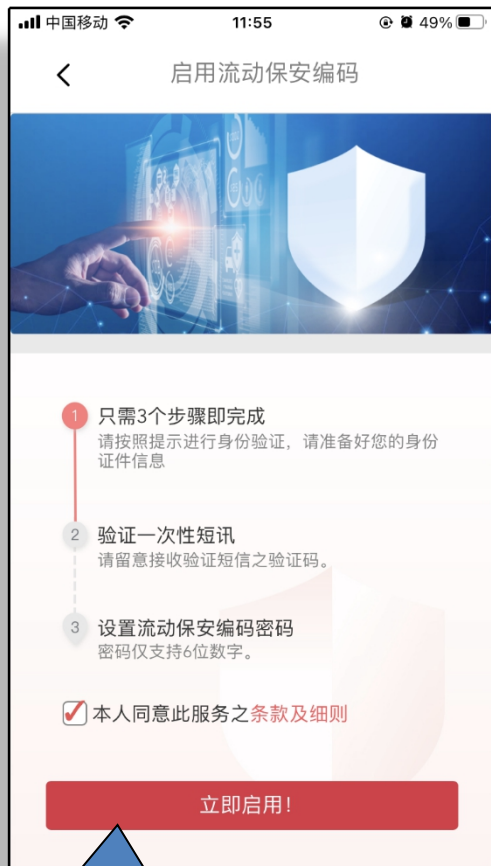 中国移动 11:55 49%
启用流动保安编码
1 只需3个步骤即完成
请按照提示进行身份验证，请准备好您的身份
证件信息
2 验证一次性短讯
请留意接收验证短信之验证码。
3 设置流动保安编码密码
密码仅支持6位数字。
本人同意此服务之条款及细则
立即启用！